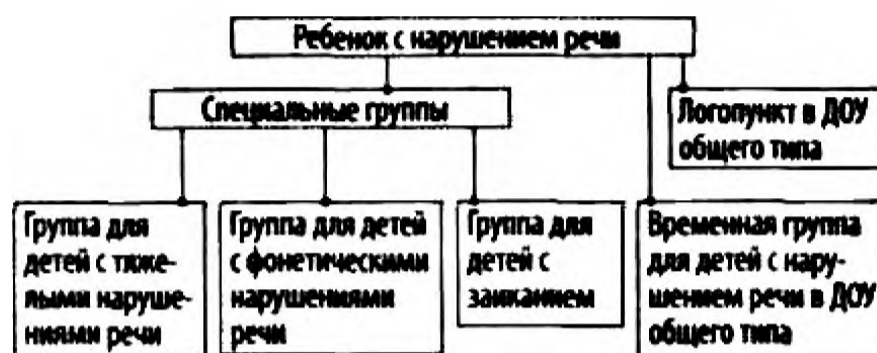 Ребенок с нарушением речи
Специальные группы
Логопункт в ДОУ
общего типа
Группа для
детей с тяже-
лыми наруше-
ниями речи
Группа для детей
с фонетическими
нарушениями
речи
Группа для
детей с
заиканием
Временная группа
для детей с нару-
шением речи в ДОУ
общего типа